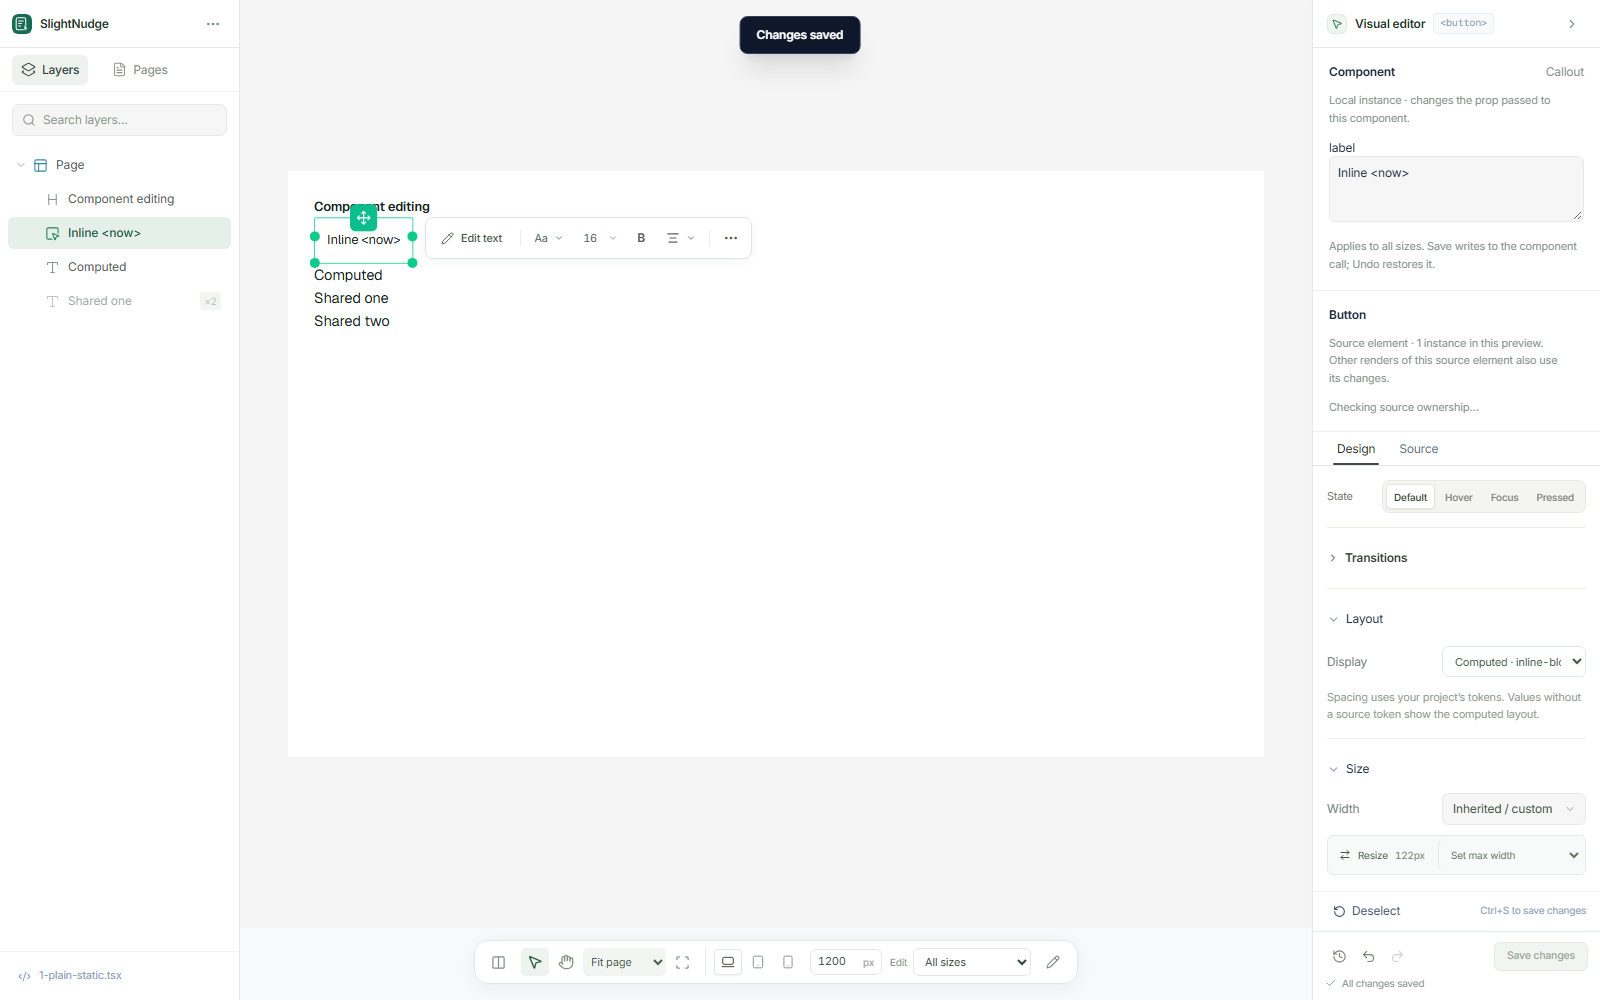 SlightNudge
Layers
Pages
Search layers...
Page
Component editing
Inline <now>
Computed
Shared one
×2
1-plain-static.tsx
Changes saved
Component editing
Inline <now>
Edit text
Aa
16
B
Computed
Shared one
Shared two
Fit page
1200
px
Edit
All sizes
Visual editor
<button>
Component
Callout
Local instance · changes the prop passed to
this component.
label
Inline <now>
Applies to all sizes. Save writes to the component
call; Undo restores it.
Button
Source element · 1 instance in this preview.
Other renders of this source element also use
its changes.
Checking source ownership...
Design
Source
State
Default
Hover
Focus
Pressed
Transitions
Layout
Display
Computed · inline-blo
Spacing uses your project's tokens. Values without
a source token show the computed layout.
Size
Width
Inherited / custom
Resize
122px
Set max width
Deselect
Ctrl+S to save changes
Save changes
All changes saved